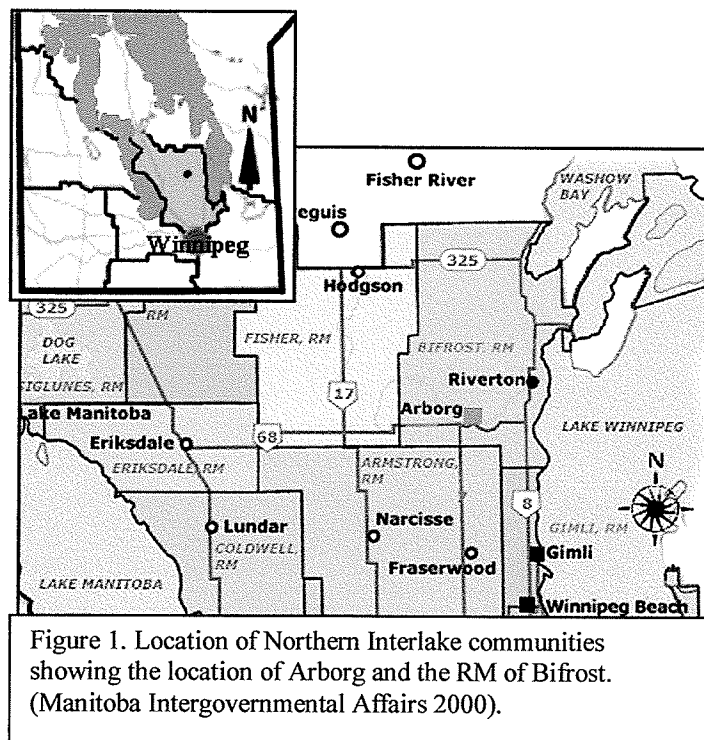 N
Winnipeg
Fisher River
WASHOW
BAY
eguis
325
Hodgson
325
RM
FISHER, RM
BIFROST, RM
DOG
LAKE
SIGLUNES, RM
Riverton
17
Arborg
Lake Manitoba
LAKE WINNIPEG
68
Eriksdale
ERIKSDALE, RM
ARMSTRONG,
RM
N
8
Lundar
Narcisse
GIMLI, RM
COLDWELL,
RM
Gimli
Fraserwood
LAKE MANITOBA
Winnipeg Beach
Figure 1. Location of Northern Interlake communities
showing the location of Arborg and the RM of Bifrost.
(Manitoba Intergovernmental Affairs 2000).